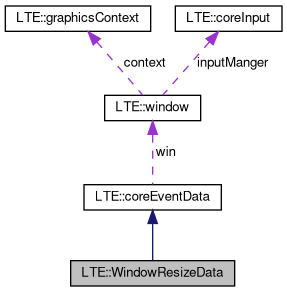 LTE::graphicsContext
LTE::coreInput
context
inputManger
LTE::window
win
LTE::coreEventData
LTE::WindowResizeData